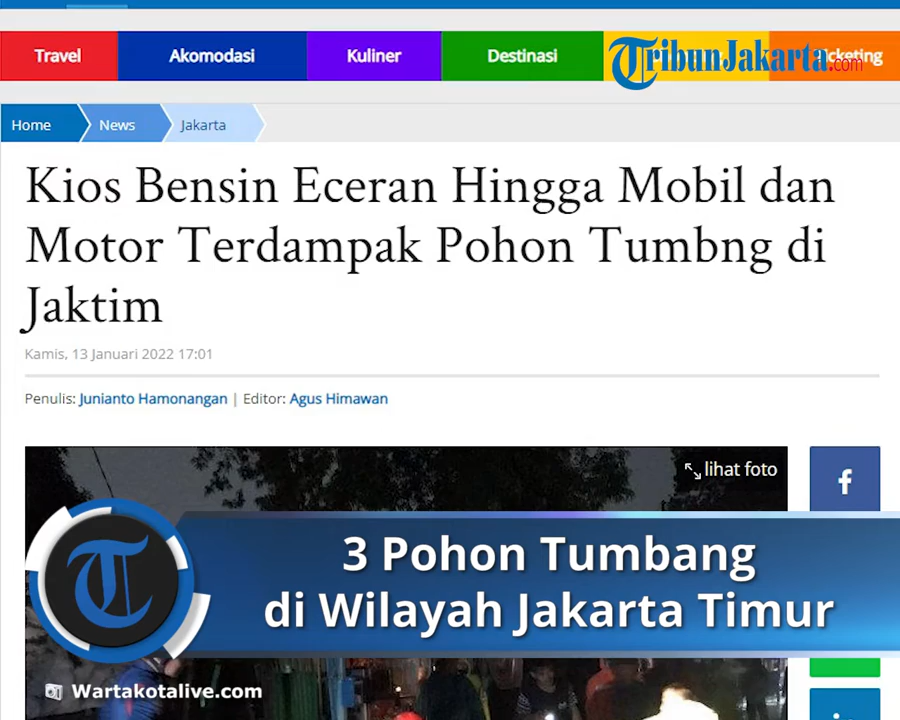 Travel
Akomodasi
Kuliner
Destinasi
TribunJakarta.com
Home
News
Jakarta
Kios Bensin Eceran Hingga Mobil dan
Motor Terdampak Pohon Tumbng di
Jaktim
Kamis, 13 Januari 2022 17:01
Penulis: Junianto Hamonangan | Editor: Agus Himawan
lihat foto
f
3 Pohon Tumbang
di Wilayah Jakarta Timur
T
Wartakotalive.com